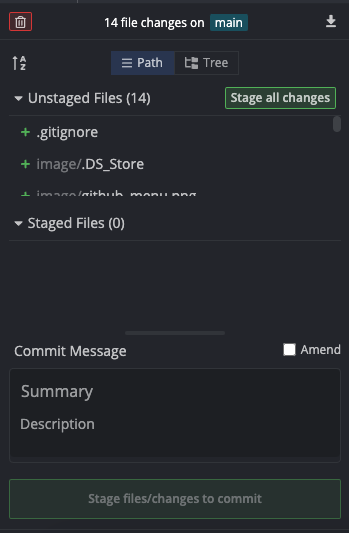 14 file changes on main
A
Z
Path
Tree
Unstaged Files (14)
Stage all changes
.gitignore
image/.DS_Store
image/github_menu.png
Staged Files (0)
Commit Message
Amend
Summary
Description
Stage files/changes to commit